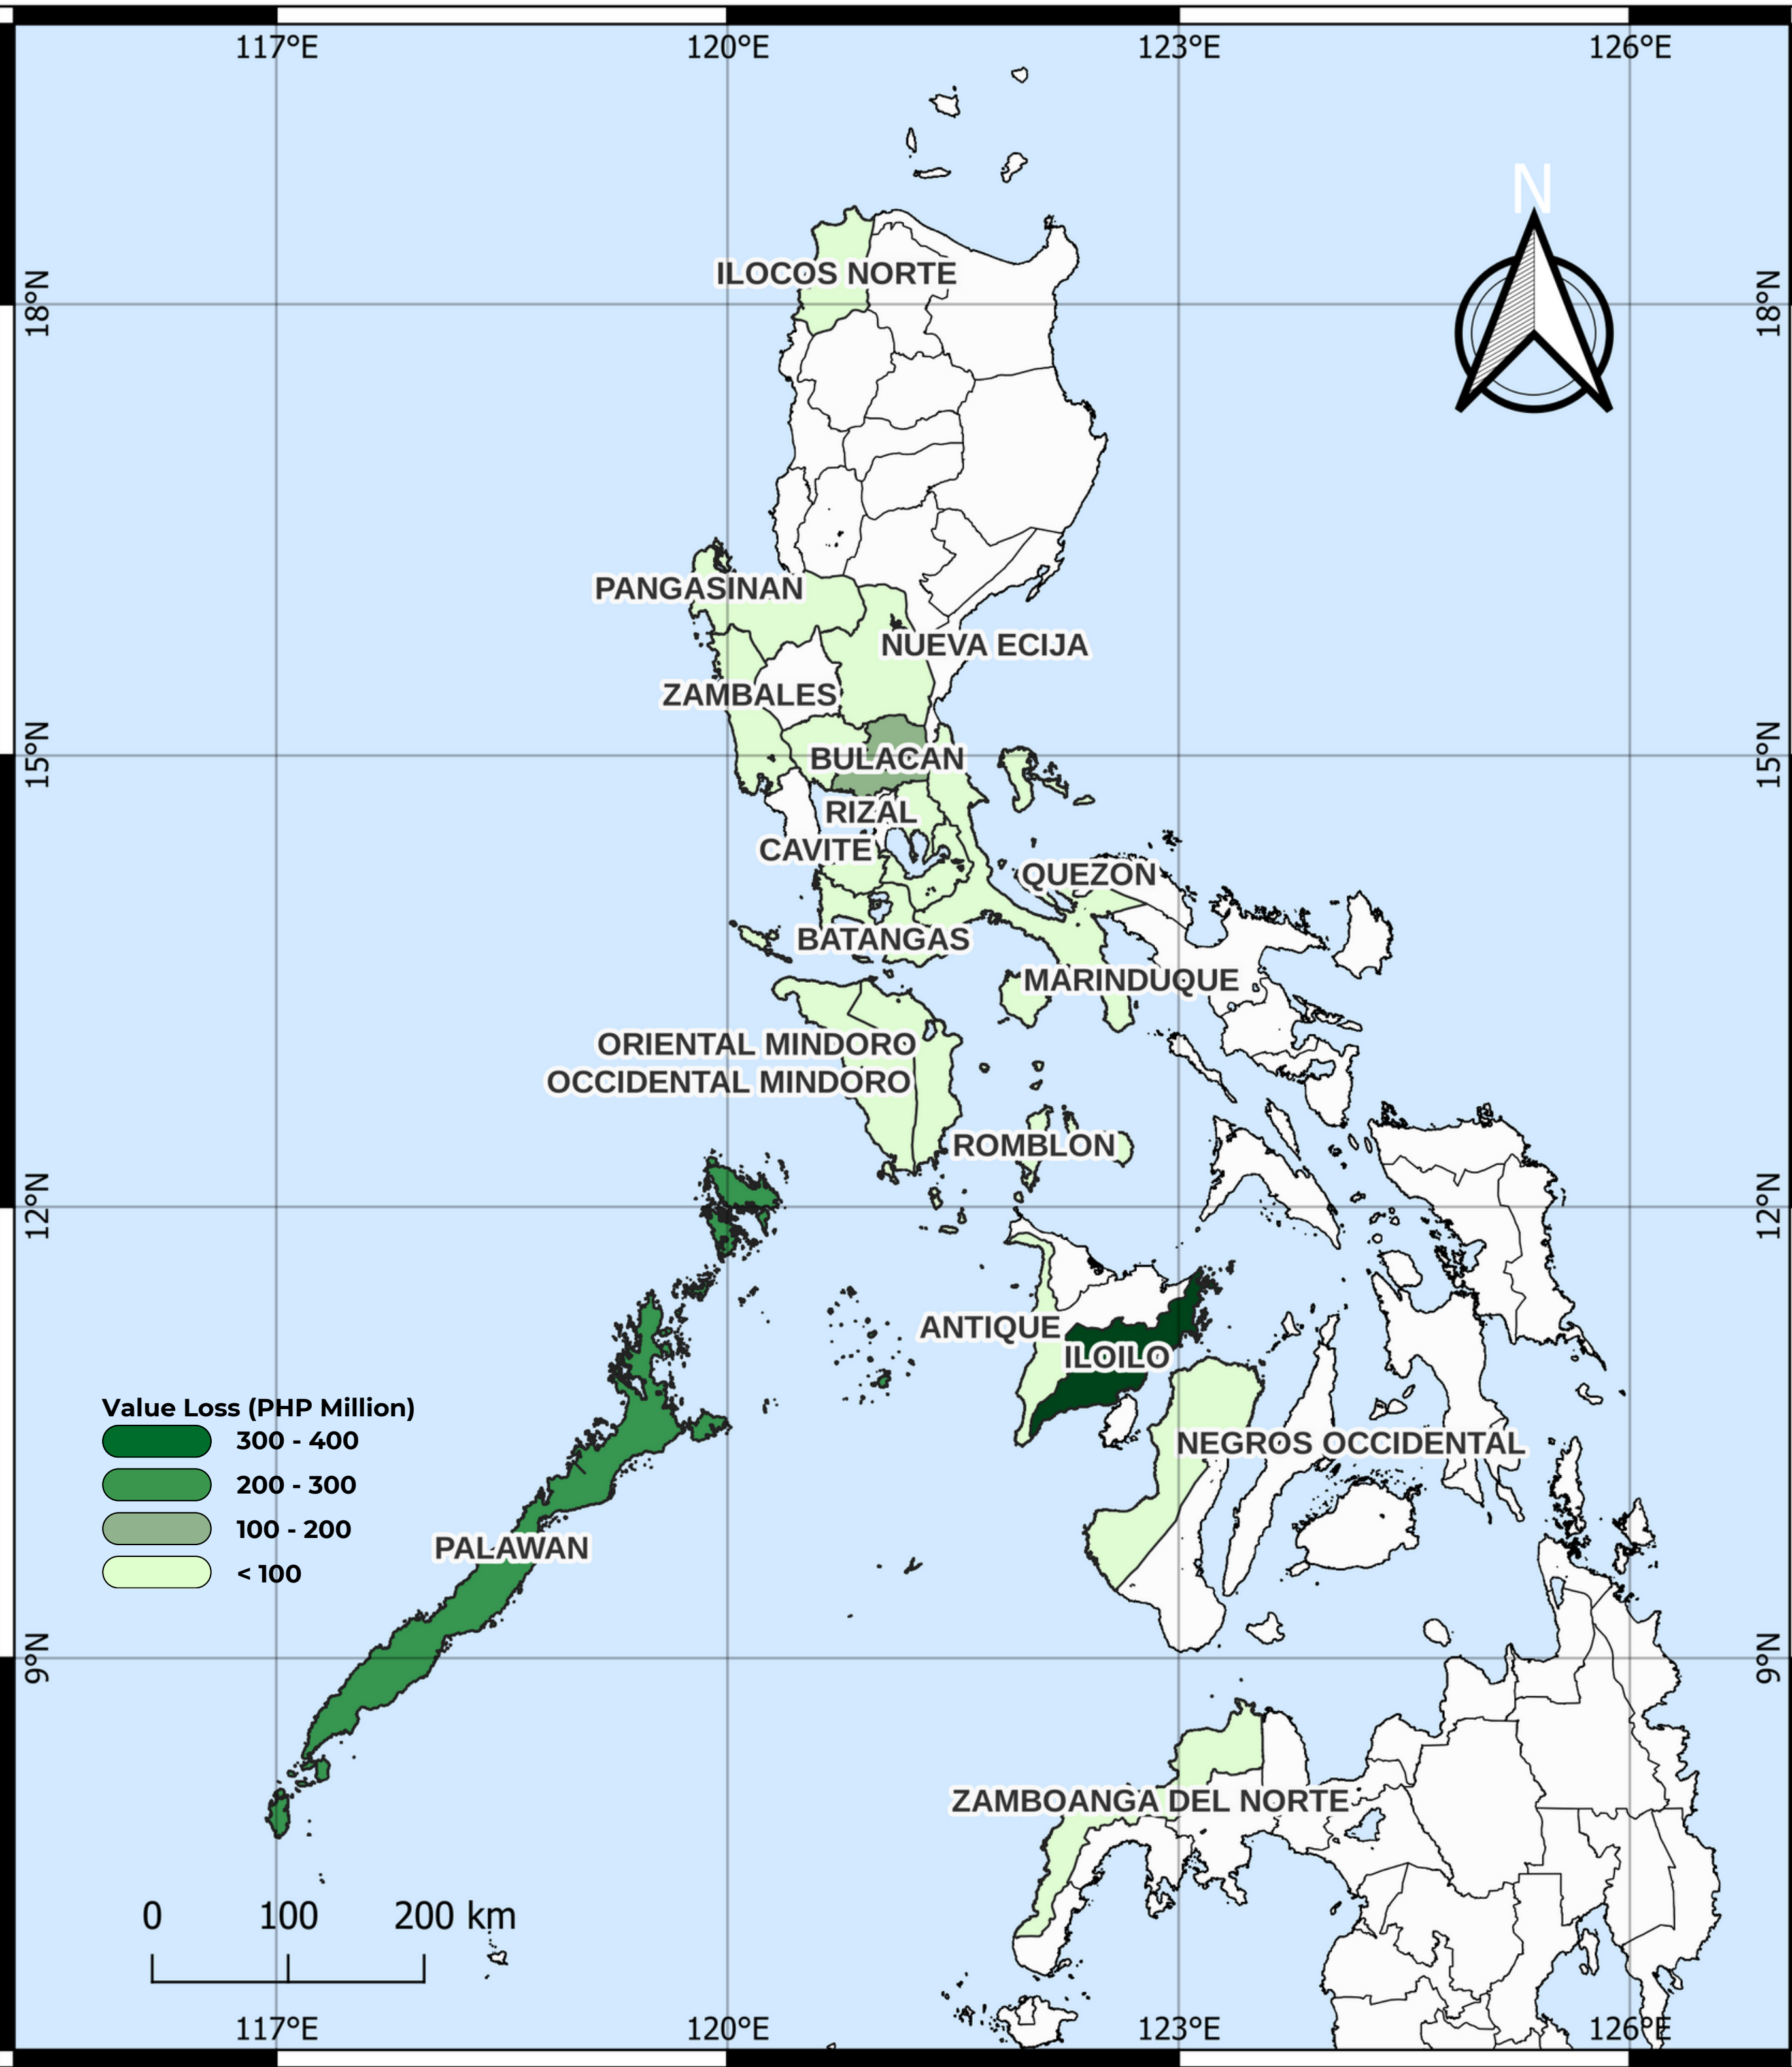 117°E 120°E 123°E 126°E
N
ILOCOS NORTE
18°N 18°N
PANGASINAN
NUEVA ECIJA
ZAMBALES
15°N 15°N
BULACAN
RIZAL
CAVITE
QUEZON
BATANGAS
MARINDUQUE
ORIENTAL MINDORO
OCCIDENTAL MINDORO
ROMBLON
12°N 12°N
ANTIQUE
ILOILO
Value Loss (PHP Million)
300 - 400
200 - 300
100 - 200
< 100
NEGROS OCCIDENTAL
PALAWAN
9°N 9°N
ZAMBOANGA DEL NORTE
0 100 200 km
117°E 120°E 123°E 126°E